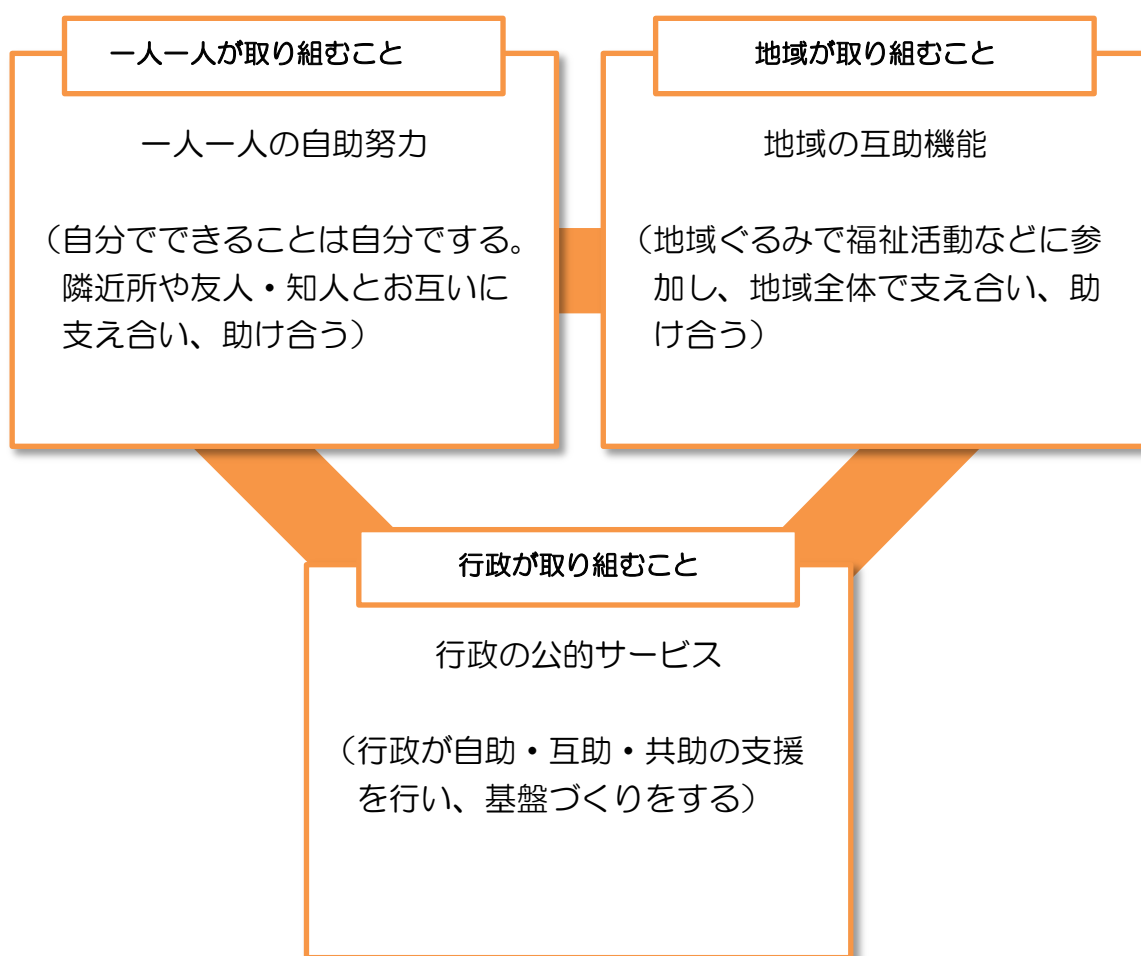 一人一人が取り組むこと
一人一人の自助努力
（自分でできることは自分でする。
隣近所や友人・知人とお互いに
支え合い、助け合う）
地域が取り組むこと
地域の互助機能
（地域ぐるみで福祉活動などに参
加し、地域全体で支え合い、助
け合う）
行政が取り組むこと
行政の公的サービス
（行政が自助・互助・共助の支援
を行い、基盤づくりをする）